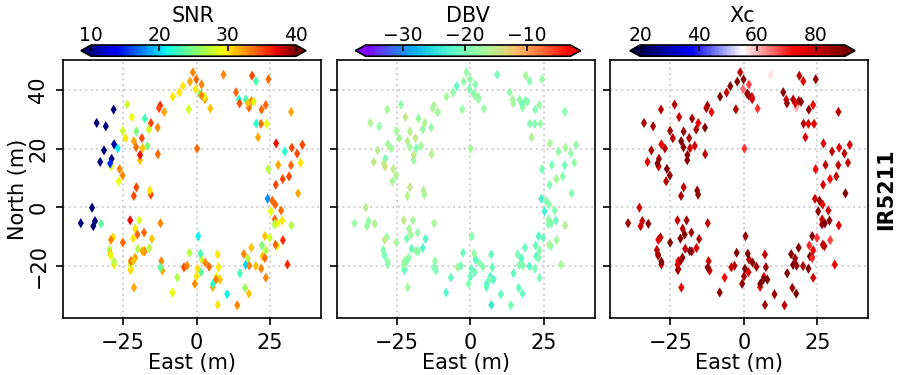 SNR DBV Xc
10 20 30 40 −30 −20 −10 20 40 60 80
40
20
0
−20
North (m)
IR5211
−25 0 25 −25 0 25 −25 0 25
East (m) East (m) East (m)